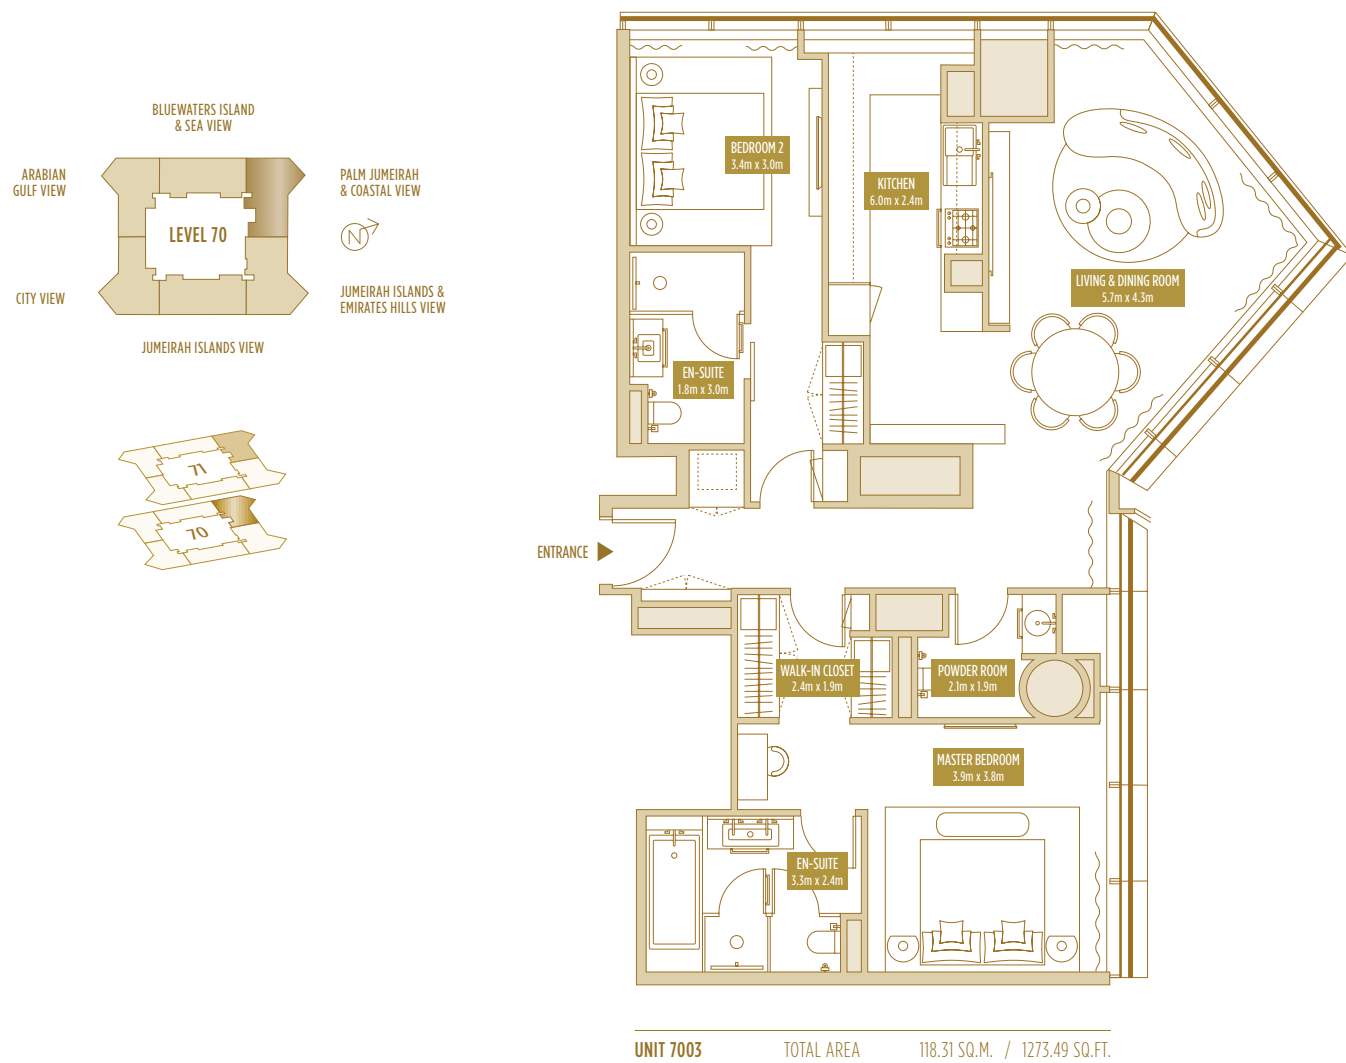 BLUEWATERS ISLAND
& SEA VIEW
ARABIAN
GULF VIEW
PALM JUMEIRAH
& COASTAL VIEW
LEVEL 70
N
CITY VIEW
JUMEIRAH ISLANDS &
EMIRATES HILLS VIEW
JUMEIRAH ISLANDS VIEW
71
70
BEDROOM 2
3.4m x 3.0m
KITCHEN
6.0m x 2.4m
LIVING & DINING ROOM
5.7m x 4.3m
EN-SUITE
1.8m x 3.0m
ENTRANCE
WALK-IN CLOSET
2.4m x 1.9m
POWDER ROOM
2.1m x 1.9m
MASTER BEDROOM
3.9m x 3.8m
EN-SUITE
3.3m x 2.4m
UNIT 7003 TOTAL AREA 118.31 SQ.M. / 1273.49 SQ.FT.